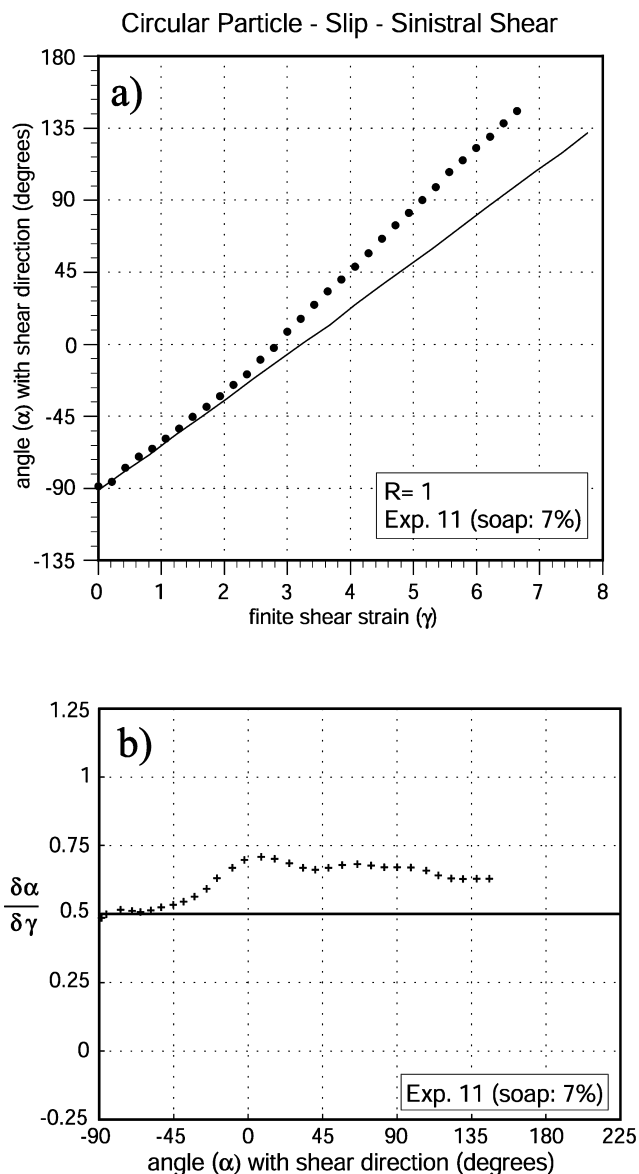 Circular Particle - Slip - Sinistral Shear
a)
angle (α) with shear direction (degrees)
180
135
90
45
0
-45
-90
-135
R= 1
Exp. 11 (soap: 7%)
0 1 2 3 4 5 6 7 8
finite shear strain (γ)
b)
δα
δγ
1.25
1
0.75
0.5
0.25
0
-0.25
Exp. 11 (soap: 7%)
-90 -45 0 45 90 135 180 225
angle (α) with shear direction (degrees)